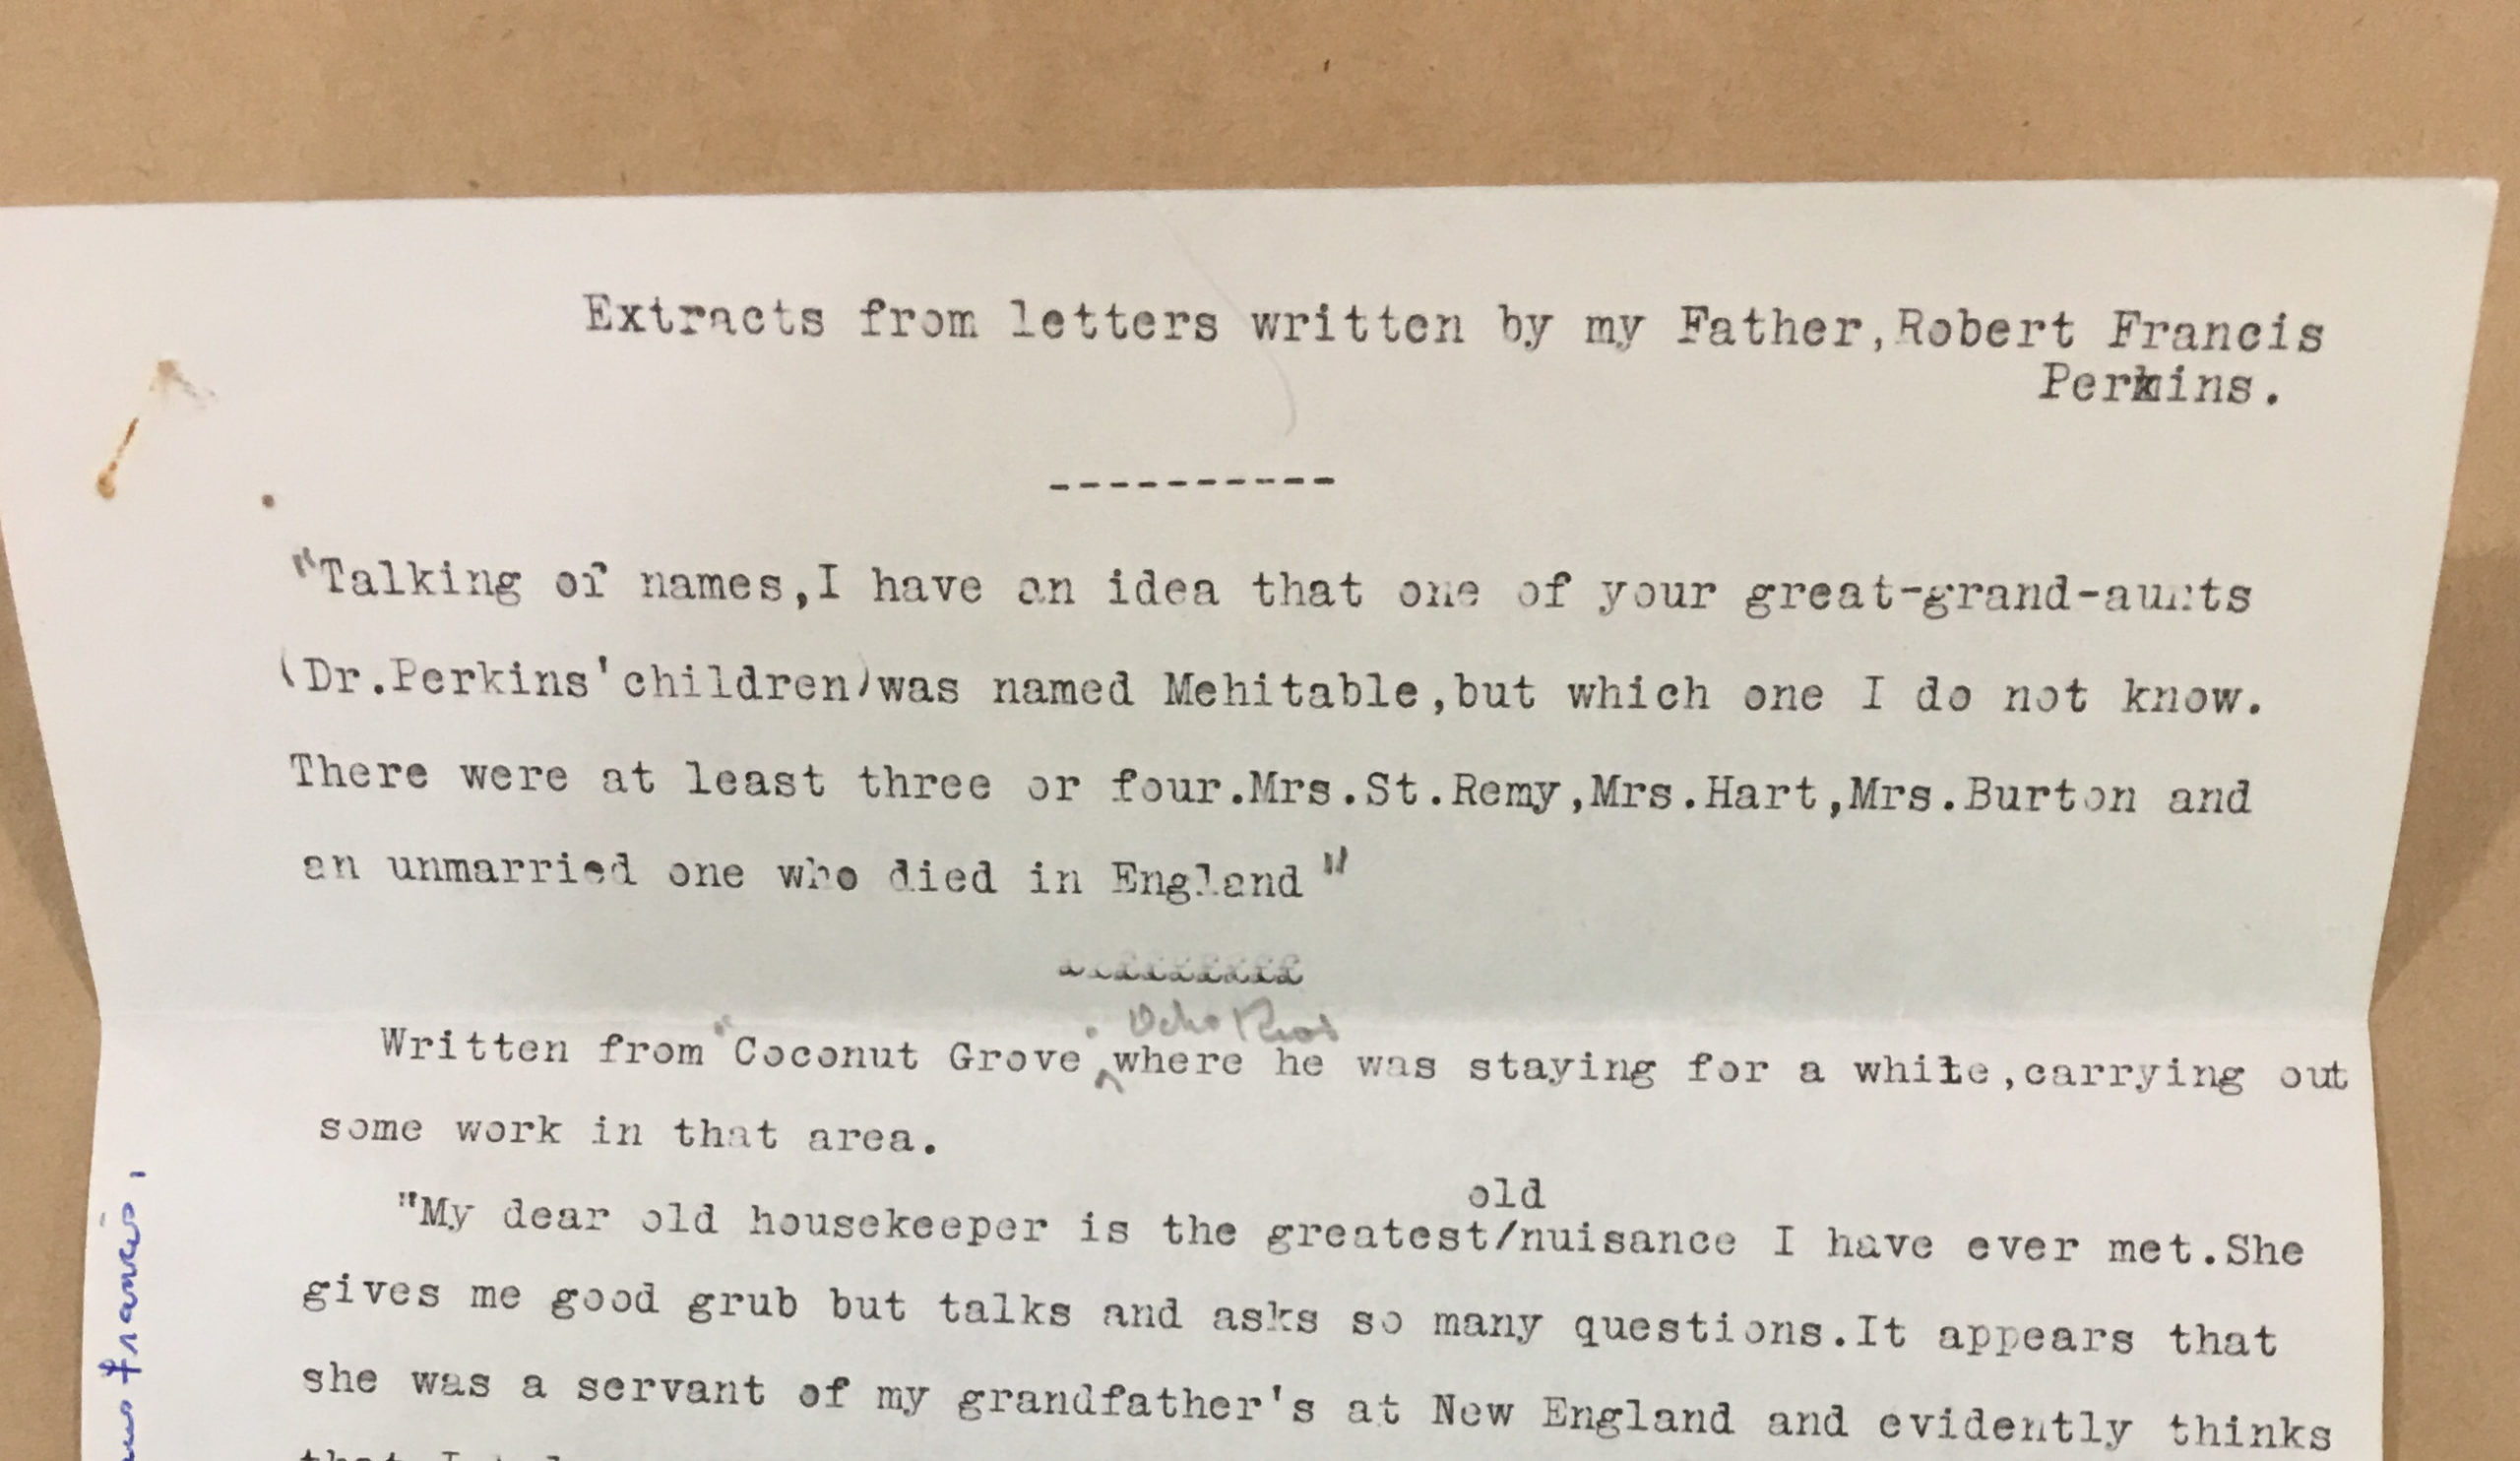 Extracts from letters written by my Father,Robert Francis
Perkins.
----------
"Talking of names,I have an idea that one of your great-grand-aunts
(Dr.Perkins'children)was named Mehitable,but which one I do not know.
There were at least three or four.Mrs.St.Remy,Mrs.Hart,Mrs.Burton and
an unmarried one who died in England"
£££££££££
Ocho Rios
Written from "Coconut Grove" ^where he was staying for a while,carrying out
some work in that area.
old
"My dear old housekeeper is the greatest/nuisance I have ever met.She
gives me good grub but talks and asks so many questions.It appears that
she was a servant of my grandfather's at New England and evidently thinks
that I
Francis,